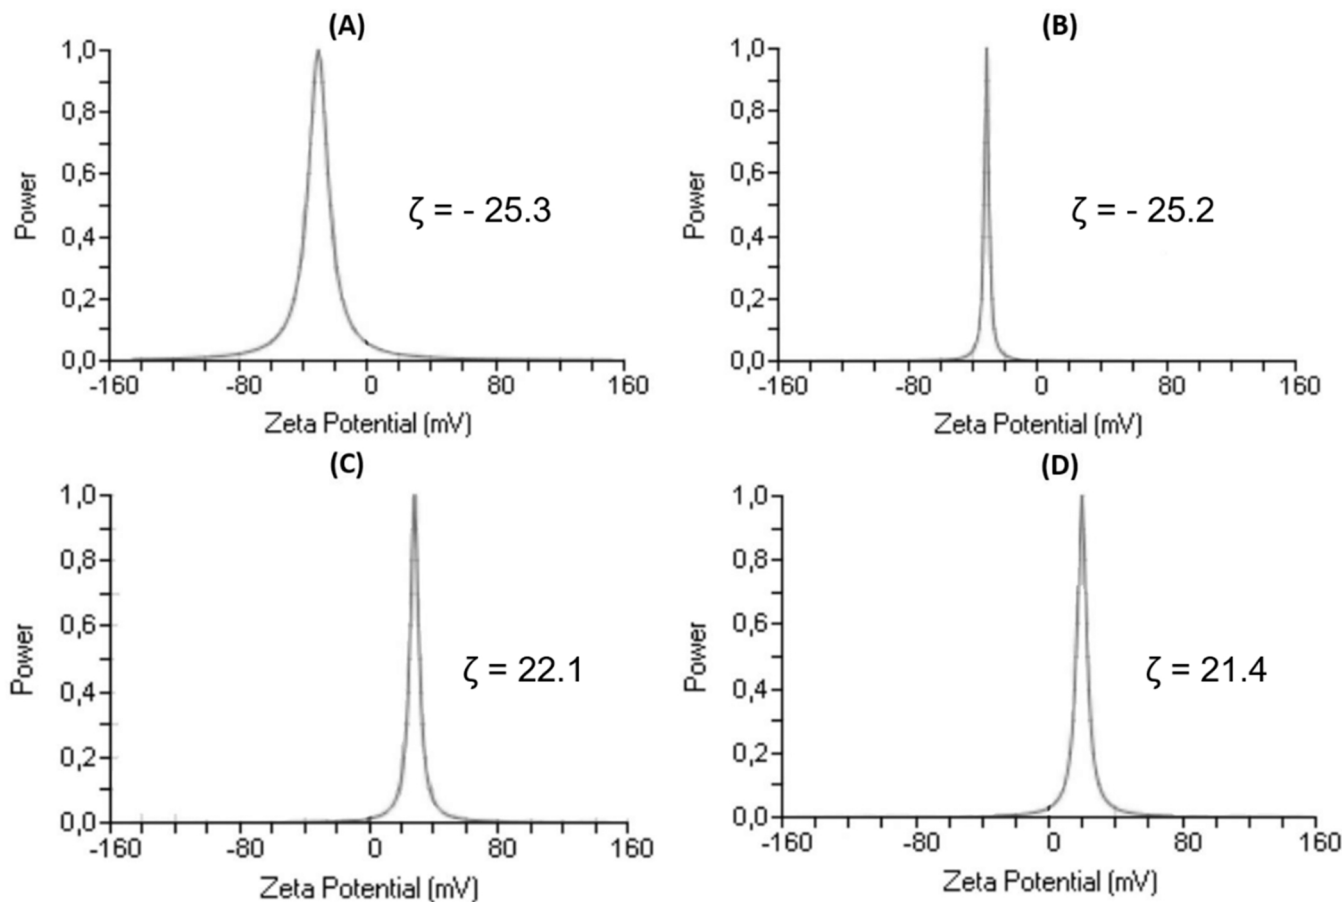 (A)
1,0
0,8
0,6
0,4
0,2
0,0
Power
ζ = - 25.3
-160 -80 0 80 160
Zeta Potential (mV)
(B)
1,0
0,8
0,6
0,4
0,2
0,0
Power
ζ = - 25.2
-160 -80 0 80 160
Zeta Potential (mV)
(C)
1,0
0,8
0,6
0,4
0,2
0,0
Power
ζ = 22.1
-160 -80 0 80 160
Zeta Potential (mV)
(D)
1,0
0,8
0,6
0,4
0,2
0,0
Power
ζ = 21.4
-160 -80 0 80 160
Zeta Potential (mV)